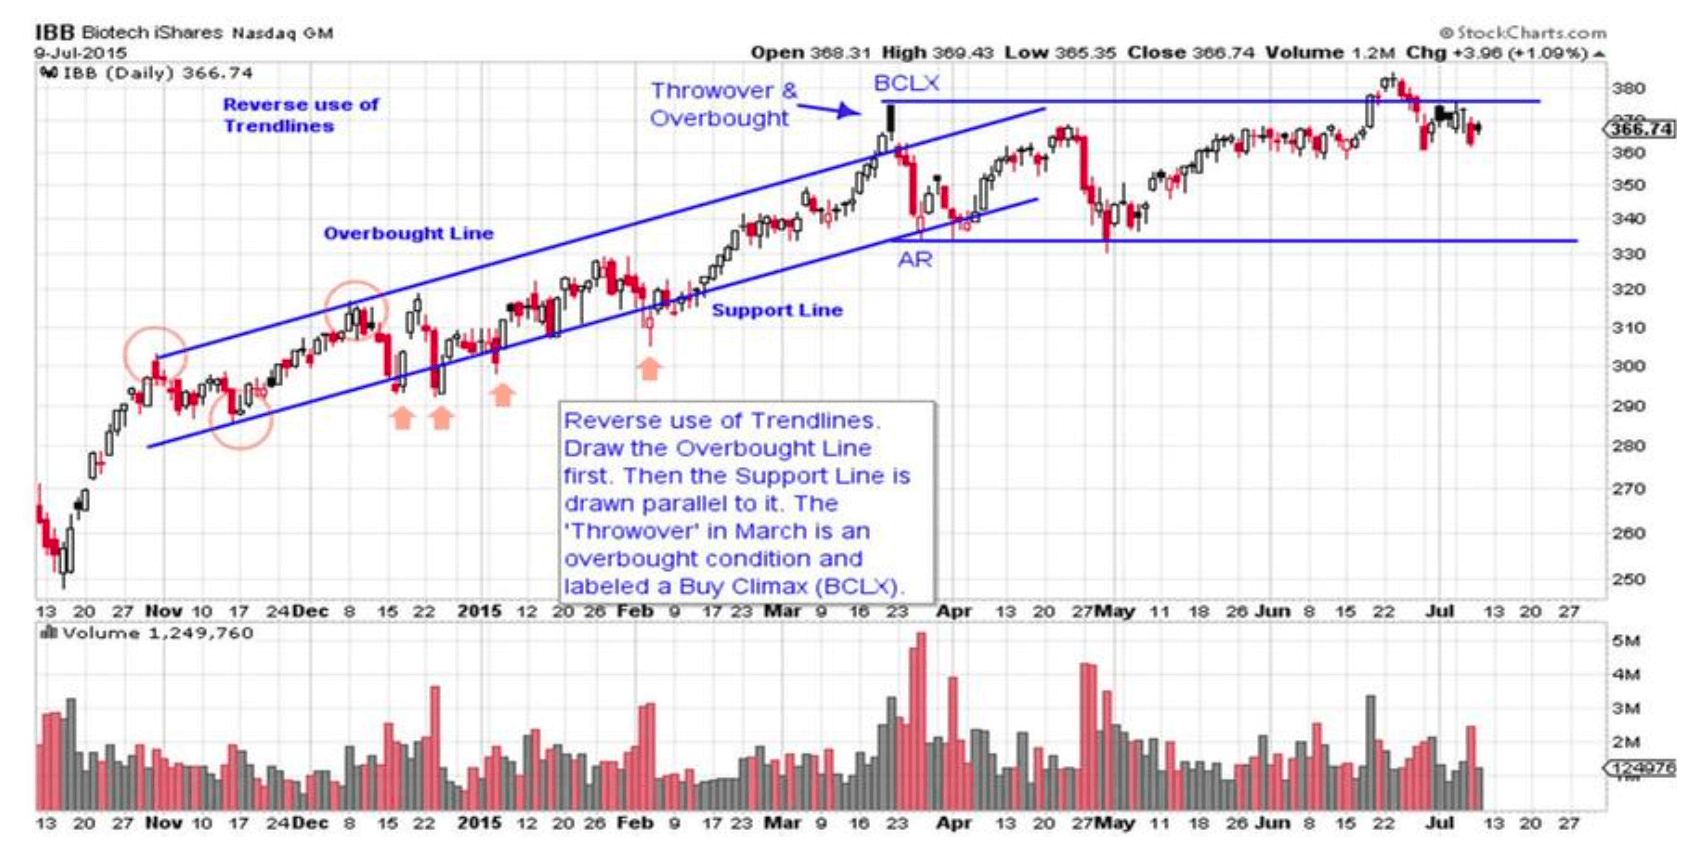 IBB Biotech iShares Nasdaq GM
© StockCharts.com
9-Jul-2015
Open 368.31 High 369.43 Low 365.35 Close 366.74 Volume 1.2M Chg +3.96 (+1.09%)
IBB (Daily) 366.74
Reverse use of
Trendlines
Throwover &
Overbought
BCLX
Overbought Line
AR
Support Line
Reverse use of Trendlines.
Draw the Overbought Line
first. Then the Support Line is
drawn parallel to it. The
'Throwover' in March is an
overbought condition and
labeled a Buy Climax (BCLX).
380
370
366.74
360
350
340
330
320
310
300
290
280
270
260
250
13 20 27 Nov 10 17 24 Dec 8 15 22 2015 12 20 26 Feb 9 17 23 Mar 9 16 23 Apr 13 20 27 May 11 18 26 Jun 8 15 22 Jul 13 20 27
Volume 1,249,760
5M
4M
3M
2M
124976
1M
13 20 27 Nov 10 17 24 Dec 8 15 22 2015 12 20 26 Feb 9 17 23 Mar 9 16 23 Apr 13 20 27 May 11 18 26 Jun 8 15 22 Jul 13 20 27